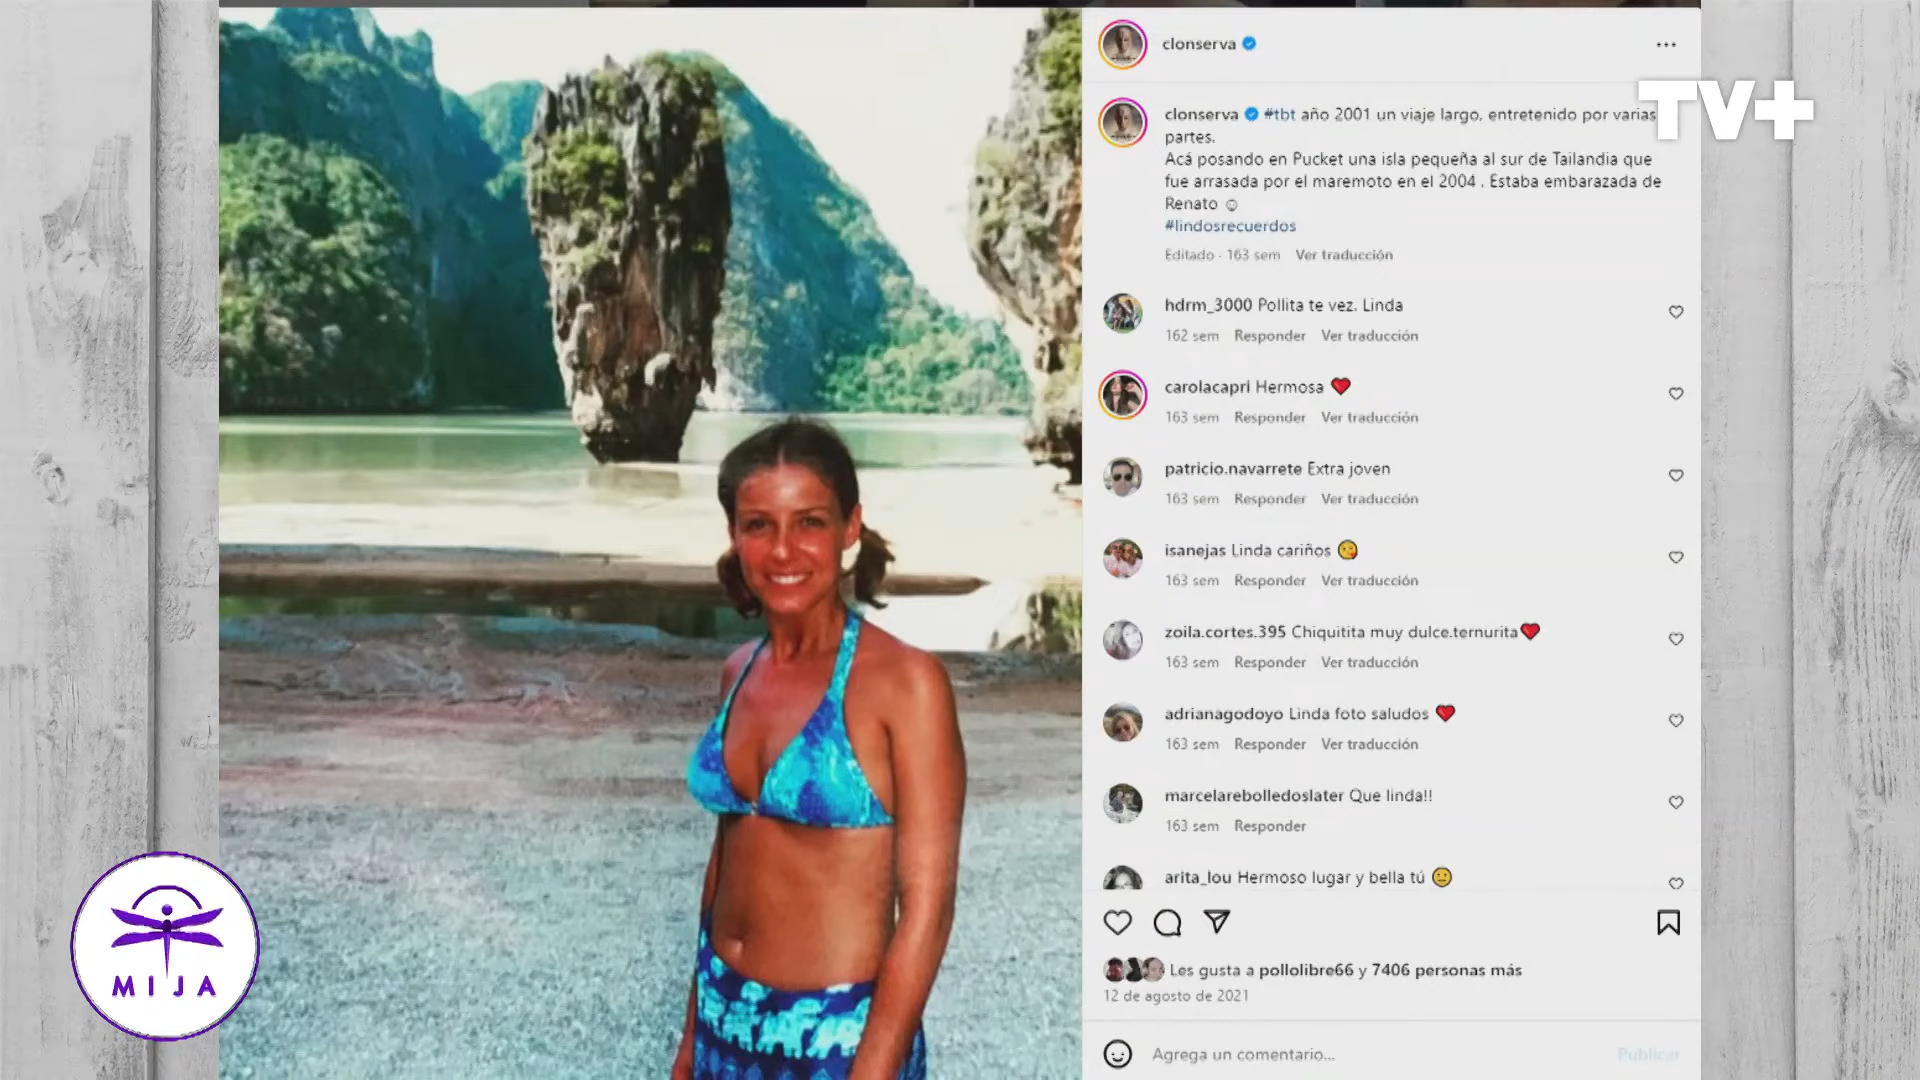 clonserva
TV+
clonserva #tbt año 2001 un viaje largo, entretenido por varias
partes.
Acá posando en Pucket una isla pequeña al sur de Tailandia que
fue arrasada por el maremoto en el 2004 . Estaba embarazada de
Renato
#lindosrecuerdos
Editado · 163 sem Ver traducción
hdrm_3000 Pollita te vez. Linda
162 sem Responder Ver traducción
carolacapri Hermosa
163 sem Responder Ver traducción
patricio.navarrete Extra joven
163 sem Responder Ver traducción
isanejas Linda cariños
163 sem Responder Ver traducción
zoila.cortes.395 Chiquitita muy dulce.ternurita
163 sem Responder Ver traducción
adrianagodoyo Linda foto saludos
163 sem Responder Ver traducción
marcelarebolledoslater Que linda!!
163 sem Responder
arita_lou Hermoso lugar y bella tú
Les gusta a pollolibre66 y 7406 personas más
12 de agosto de 2021
Agrega un comentario...
Publicar
MIJA